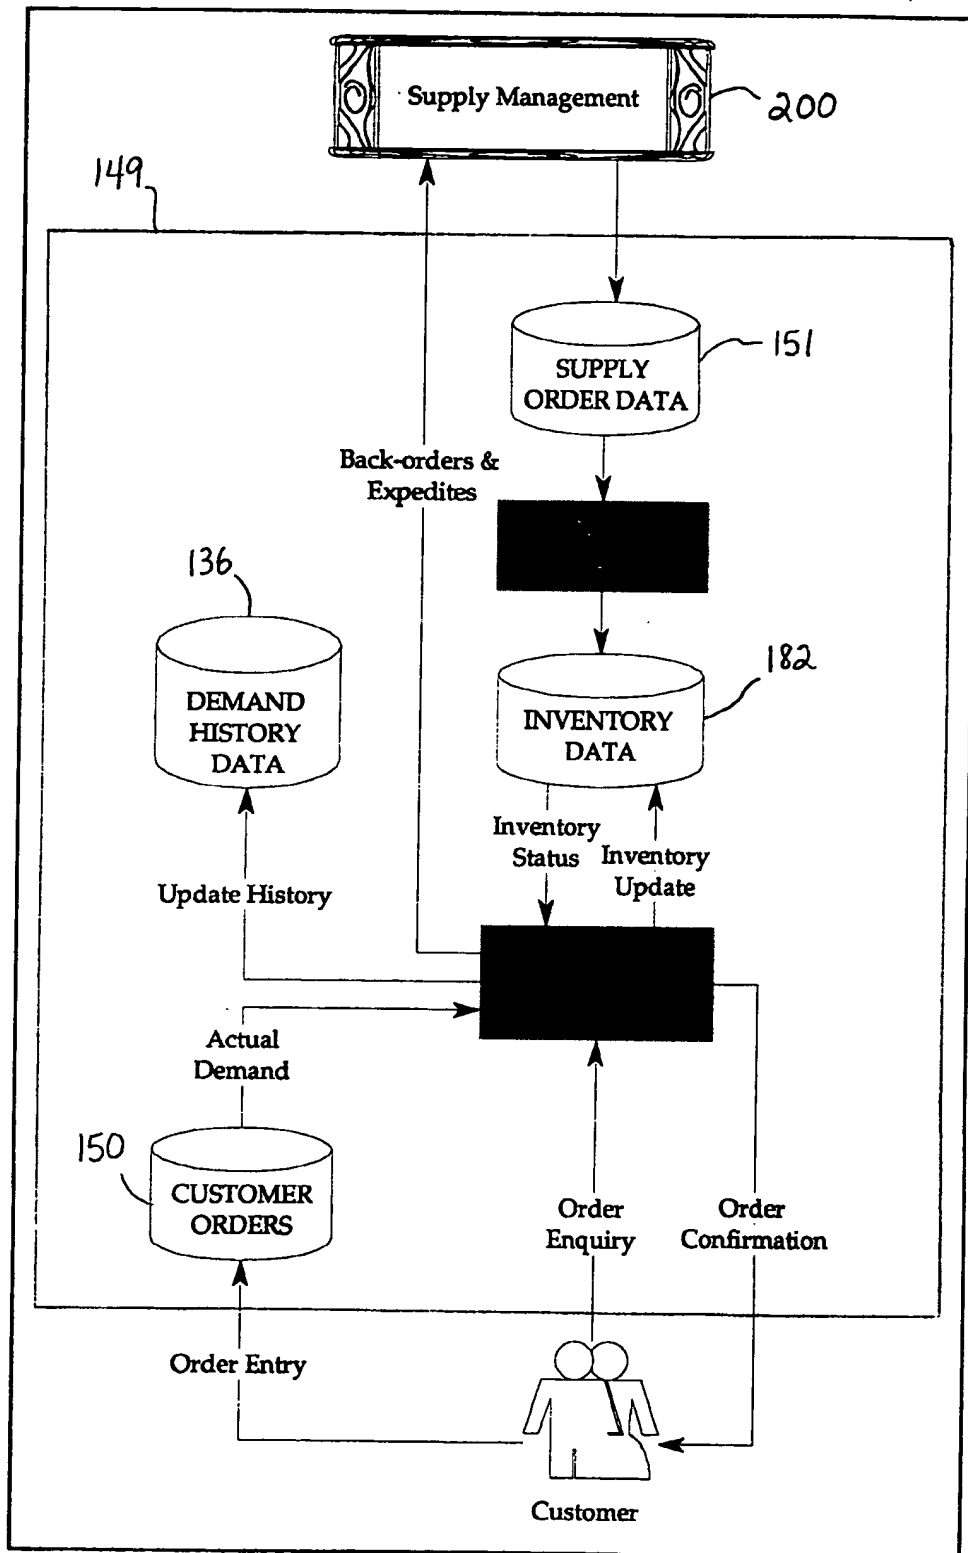 Supply Management
200
149
SUPPLY
ORDER DATA
151
Back-orders &
Expedites
136
DEMAND
HISTORY
DATA
182
INVENTORY
DATA
Inventory
Status
Inventory
Update
Update History
Actual
Demand
150
CUSTOMER
ORDERS
Order
Enquiry
Order
Confirmation
Order Entry
Customer